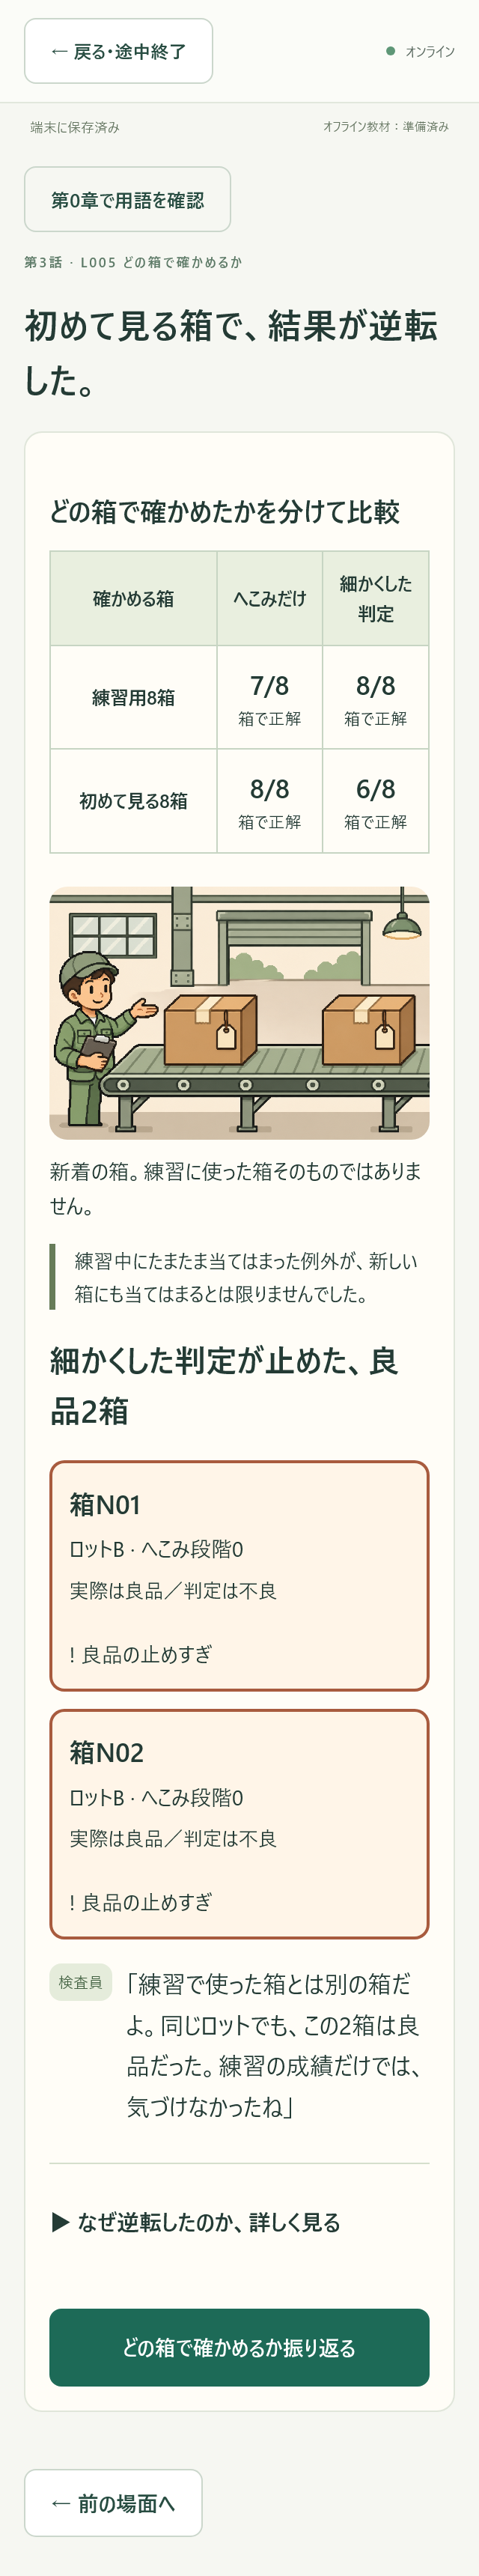 ← 戻る・途中終了
オンライン
端末に保存済み
オフライン教材：準備済み
第0章で用語を確認
第3話 · L005 どの箱で確かめるか
初めて見る箱で、結果が逆転
した。
どの箱で確かめたかを分けて比較
確かめる箱
へこみだけ
細かくした
判定
練習用8箱
7/8
箱で正解
8/8
箱で正解
初めて見る8箱
8/8
箱で正解
6/8
箱で正解
新着の箱。練習に使った箱そのものではありま
せん。
練習中にたまたま当てはまった例外が、新しい
箱にも当てはまるとは限りませんでした。
細かくした判定が止めた、良
品2箱
箱N01
ロットB · へこみ段階0
実際は良品／判定は不良
! 良品の止めすぎ
箱N02
ロットB · へこみ段階0
実際は良品／判定は不良
! 良品の止めすぎ
検査員
「練習で使った箱とは別の箱だ
よ。同じロットでも、この2箱は良
品だった。練習の成績だけでは、
気づけなかったね」
▶ なぜ逆転したのか、詳しく見る
どの箱で確かめるか振り返る
← 前の場面へ